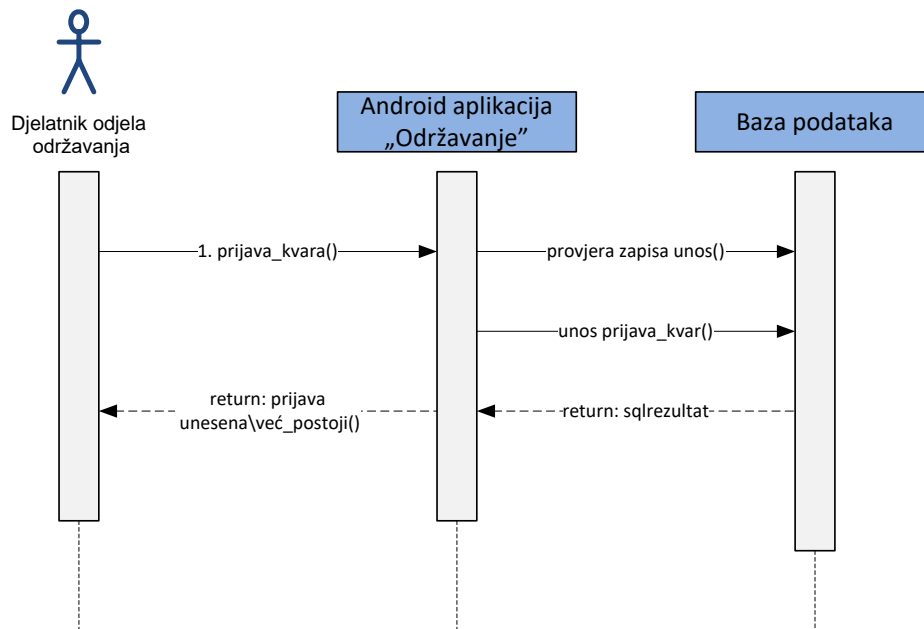 Djelatnik odjela
održavanja
Android aplikacija
„Održavanje”
Baza podataka
1. prijava_kvara()
provjera zapisa unos()
unos prijava_kvar()
return: prijava
unesena\već_postoji()
return: sqlrezultat